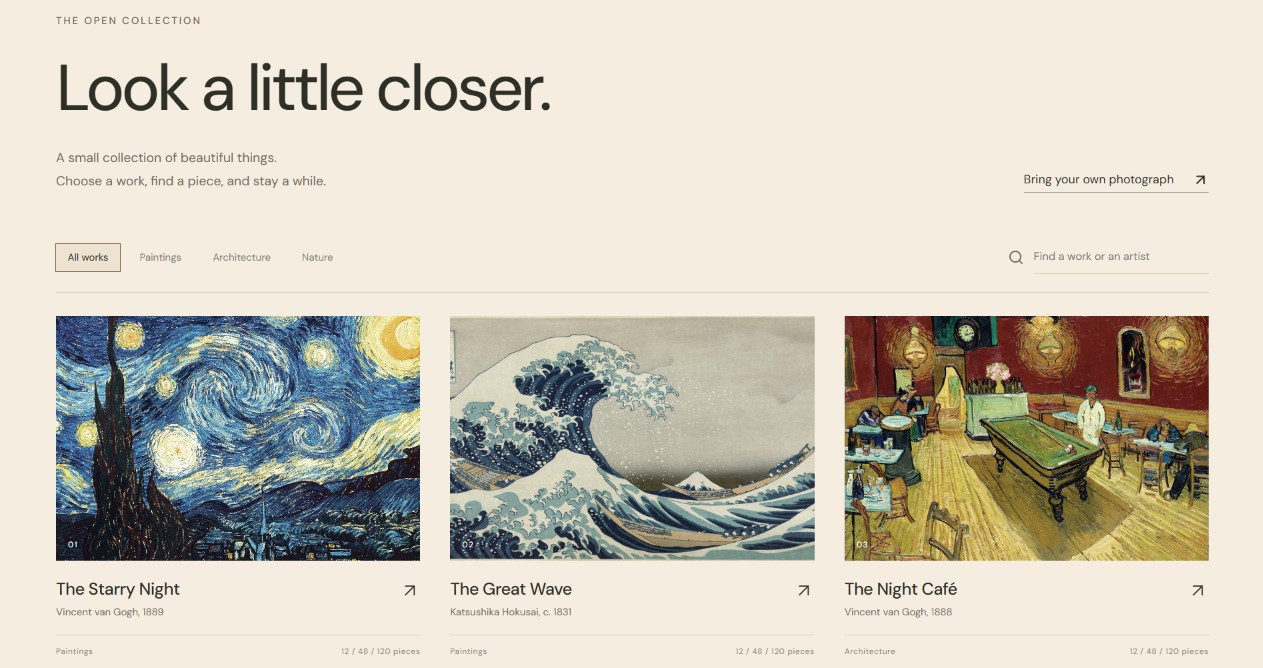 THE OPEN COLLECTION
Look a little closer.
A small collection of beautiful things.
Choose a work, find a piece, and stay a while.
Bring your own photograph
All works
Paintings
Architecture
Nature
Find a work or an artist
01
02
03
The Starry Night
Vincent van Gogh, 1889
Paintings
12 / 48 / 120 pieces
The Great Wave
Katsushika Hokusai, c. 1831
Paintings
12 / 48 / 120 pieces
The Night Café
Vincent van Gogh, 1888
Architecture
12 / 48 / 120 pieces